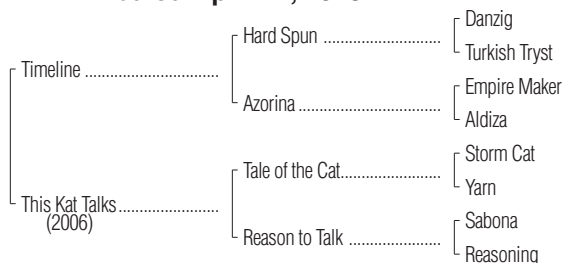 Danzig
Hard Spun
Turkish Tryst
Timeline
Empire Maker
Azorina
Aldiza
Storm Cat
Tale of the Cat
Yarn
This Kat Talks
(2006)
Sabona
Reason to Talk
Reasoning